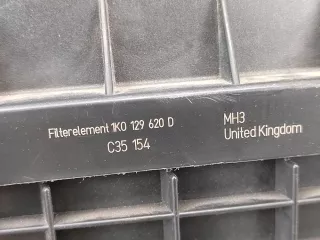 Filterelement 1K0 129 620 D
C35 154
MH3
United Kingdom